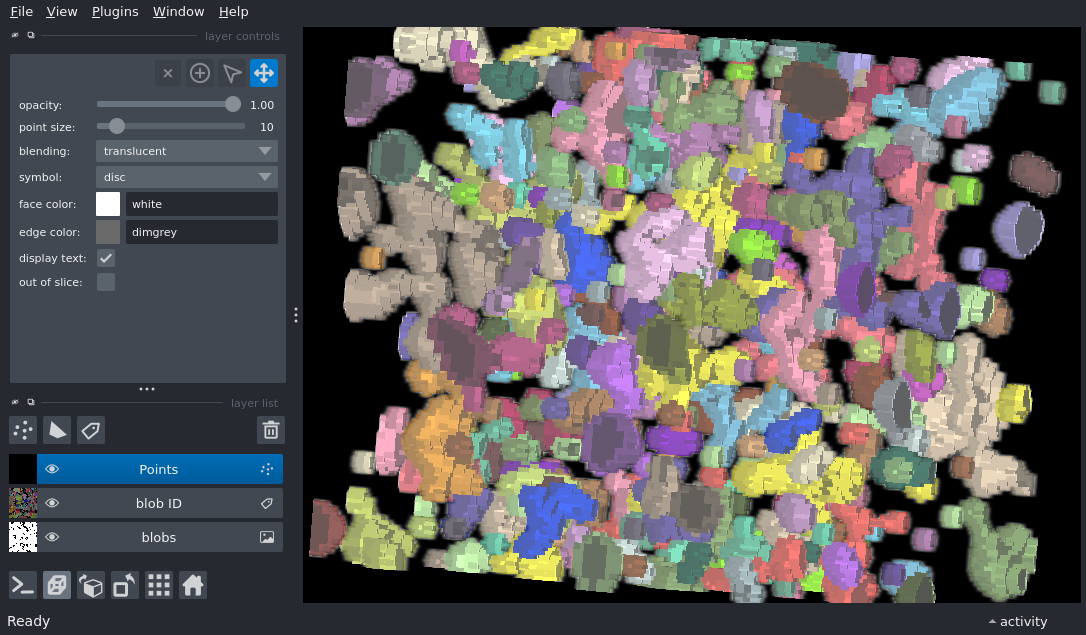 File View Plugins Window Help
layer controls
opacity: 1.00
point size: 10
blending: translucent
symbol: disc
face color: white
edge color: dimgrey
display text:
out of slice:
layer list
Points
blob ID
blobs
Ready activity